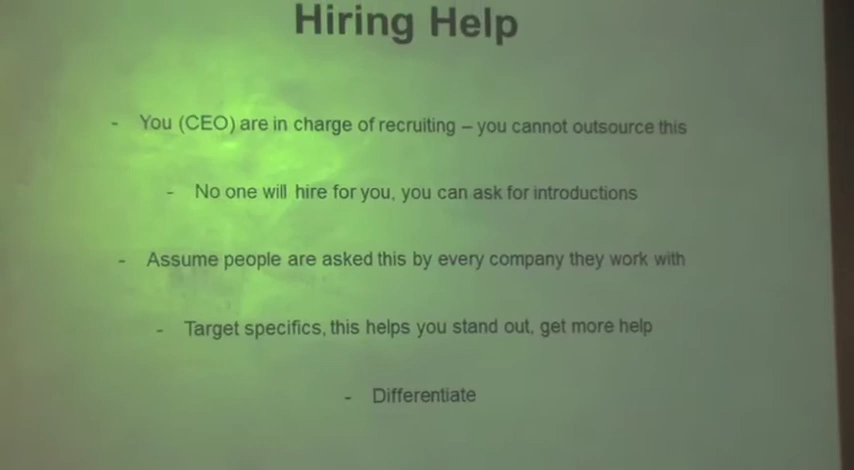 Hiring Help
- You (CEO) are in charge of recruiting – you cannot outsource this
- No one will hire for you, you can ask for introductions
- Assume people are asked this by every company they work with
- Target specifics, this helps you stand out, get more help
- Differentiate